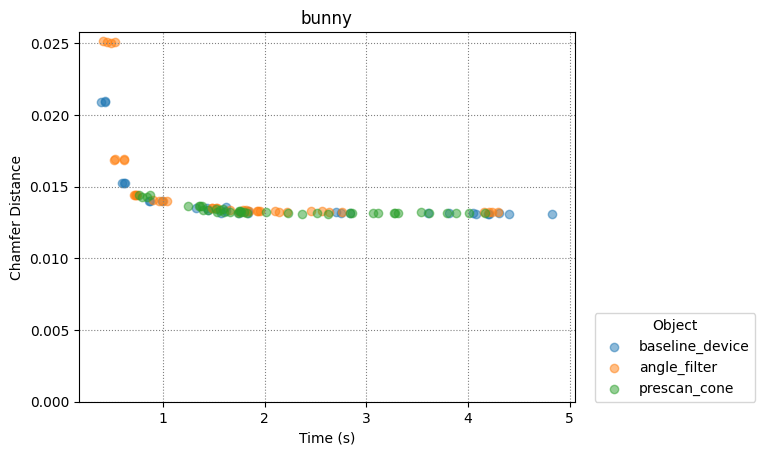 bunny
0.025
0.020
0.015
0.010
0.005
0.000
Chamfer Distance
1
2
3
4
5
Time (s)
Object
baseline_device
angle_filter
prescan_cone